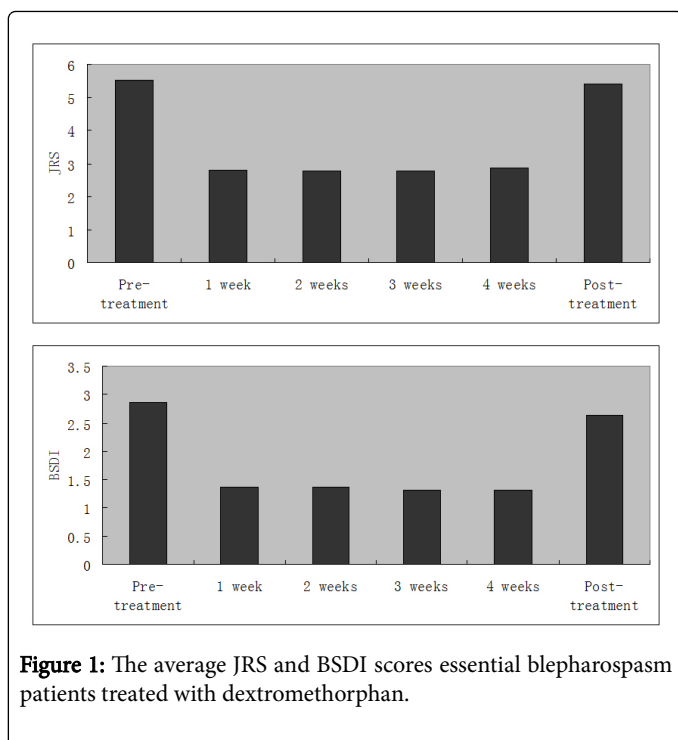 6
5
4
3
2
1
0
JRS
Pre-
treatment
1 week
2 weeks
3 weeks
4 weeks
Post-
treatment
3.5
3
2.5
2
1.5
1
0.5
0
BSDI
Pre-
treatment
1 week
2 weeks
3 weeks
4 weeks
Post-
treatment
Figure 1: The average JRS and BSDI scores essential blepharospasm
patients treated with dextromethorphan.